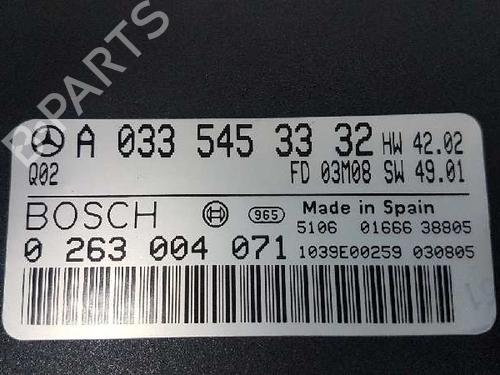 BPARTS
A 033 545 33 32 HW 42.02
Q02 FD 03M08 SW 49.01
BOSCH 965 Made in Spain
5106 01666 38805
0 263 004 071 1039E00259 030805